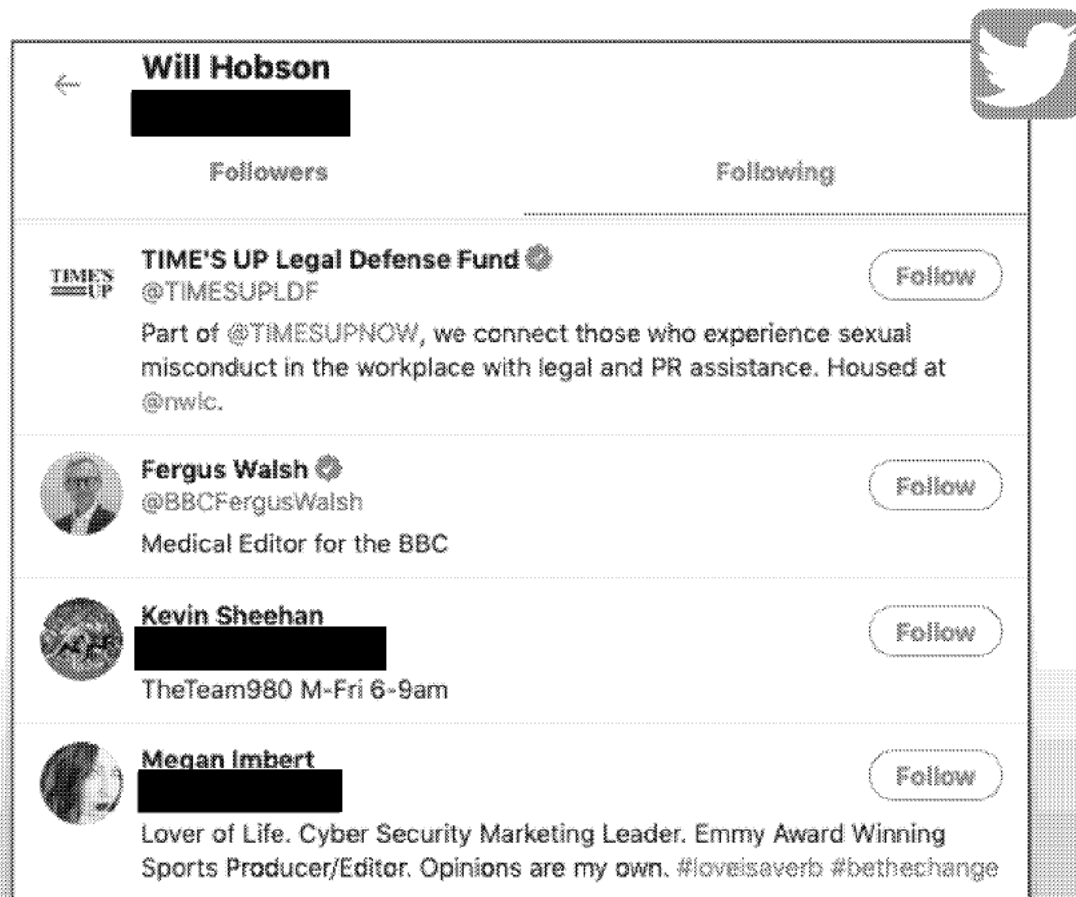 Will Hobson
Followers
Following
TIME'S
UP
TIME'S UP Legal Defense Fund
Follow
@TIMESUPLDF
Part of @TIMESUPNOW, we connect those who experience sexual
misconduct in the workplace with legal and PR assistance. Housed at
@nwlc.
Fergus Walsh
Follow
@BBCFergusWalsh
Medical Editor for the BBC
Kevin Sheehan
Follow
TheTeam980 M-Fri 6-9am
Megan Imbert
Follow
Lover of Life. Cyber Security Marketing Leader. Emmy Award Winning
Sports Producer/Editor. Opinions are my own. #loveisaverb #bethechange